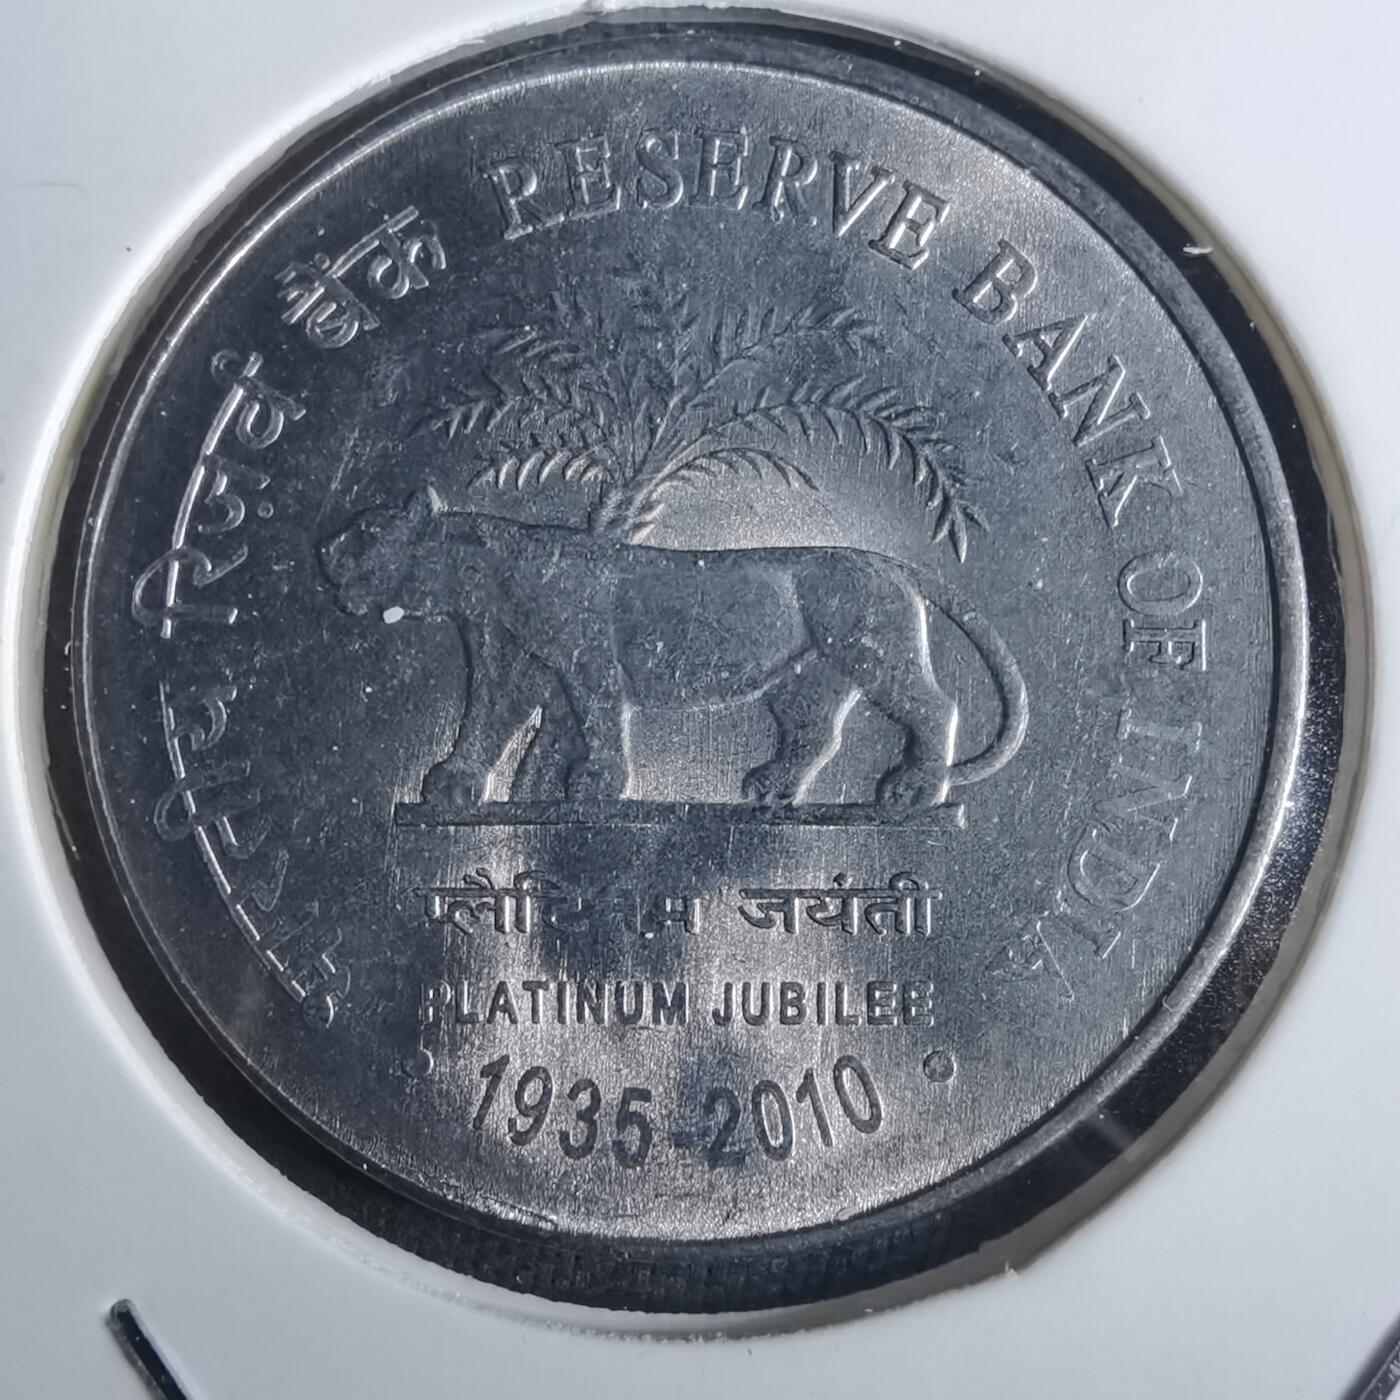 भारतीय रिज़र्व बैंक RESERVE BANK OF INDIA
प्लैटिनम जयंती
PLATINUM JUBILEE
• 1935-2010 •